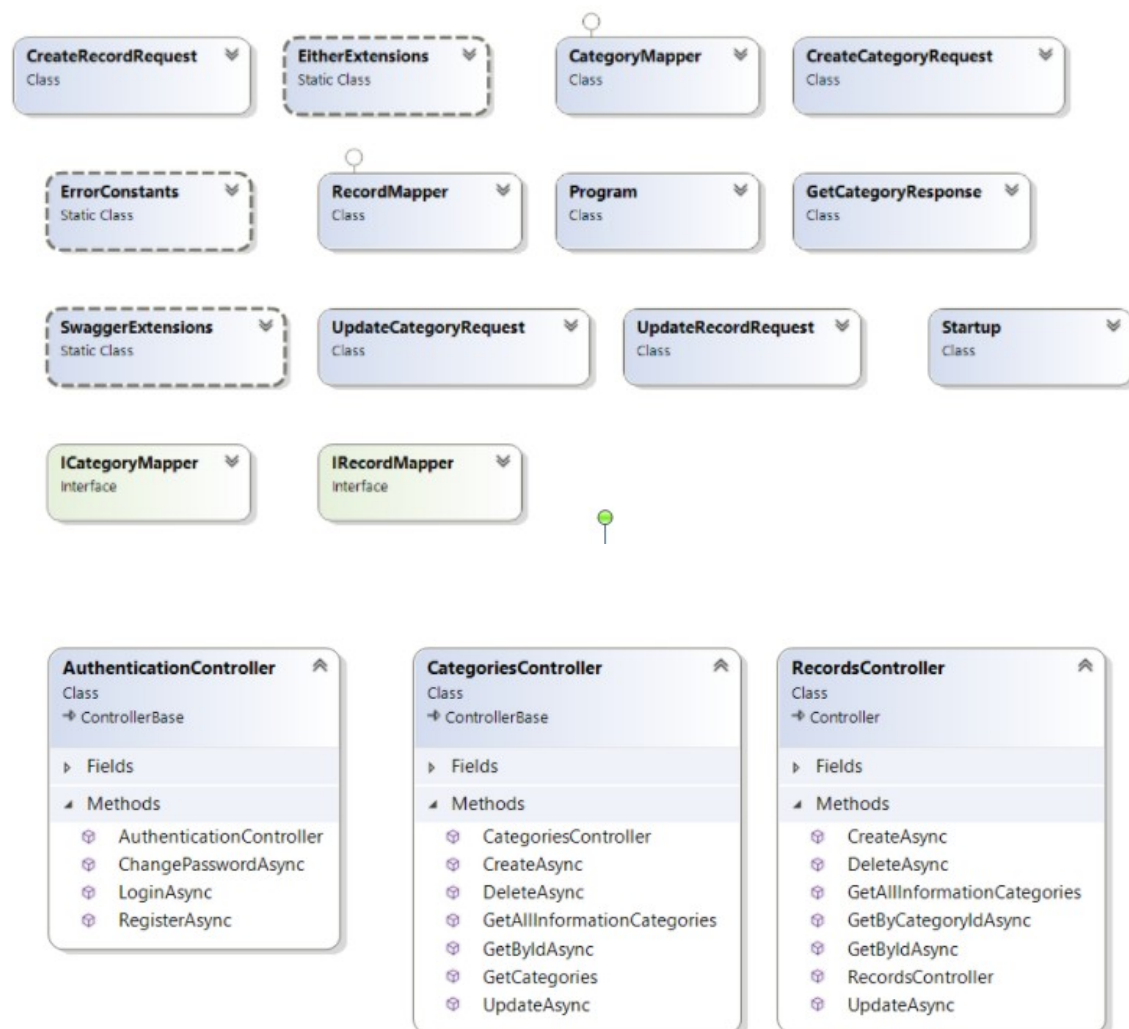 CreateRecordRequest
Class
EitherExtensions
Static Class
CategoryMapper
Class
CreateCategoryRequest
Class
ErrorConstants
Static Class
RecordMapper
Class
Program
Class
GetCategoryResponse
Class
SwaggerExtensions
Static Class
UpdateCategoryRequest
Class
UpdateRecordRequest
Class
Startup
Class
ICategoryMapper
Interface
IRecordMapper
Interface
AuthenticationController
Class
ControllerBase
Fields
Methods
AuthenticationController
ChangePasswordAsync
LoginAsync
RegisterAsync
CategoriesController
Class
ControllerBase
Fields
Methods
CategoriesController
CreateAsync
DeleteAsync
GetAllInformationCategories
GetByIdAsync
GetCategories
UpdateAsync
RecordsController
Class
Controller
Fields
Methods
CreateAsync
DeleteAsync
GetAllInformationCategories
GetByCategoryIdAsync
GetByIdAsync
RecordsController
UpdateAsync